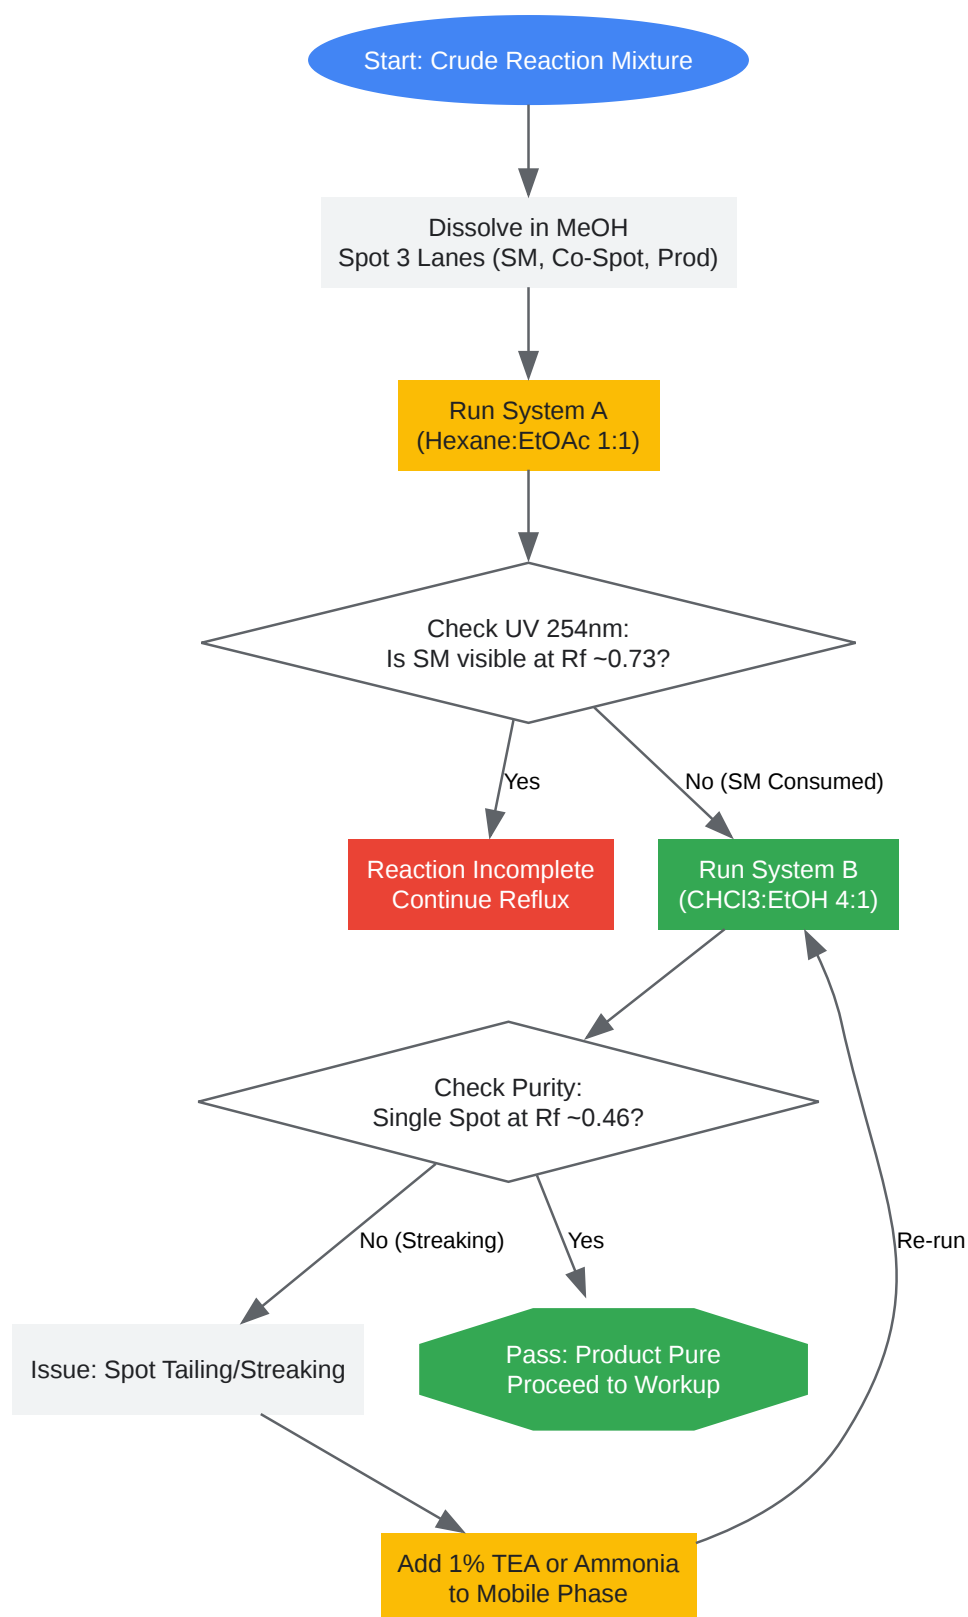 Start: Crude Reaction Mixture
Dissolve in MeOH
Spot 3 Lanes (SM, Co-Spot, Prod)
Run System A
(Hexane:EtOAc 1:1)
Check UV 254nm:
Is SM visible at Rf ~0.73?
Yes
No (SM Consumed)
Reaction Incomplete
Continue Reflux
Run System B
(CHCl3:EtOH 4:1)
Check Purity:
Single Spot at Rf ~0.46?
No (Streaking)
Yes
Re-run
Issue: Spot Tailing/Streaking
Pass: Product Pure
Proceed to Workup
Add 1% TEA or Ammonia
to Mobile Phase